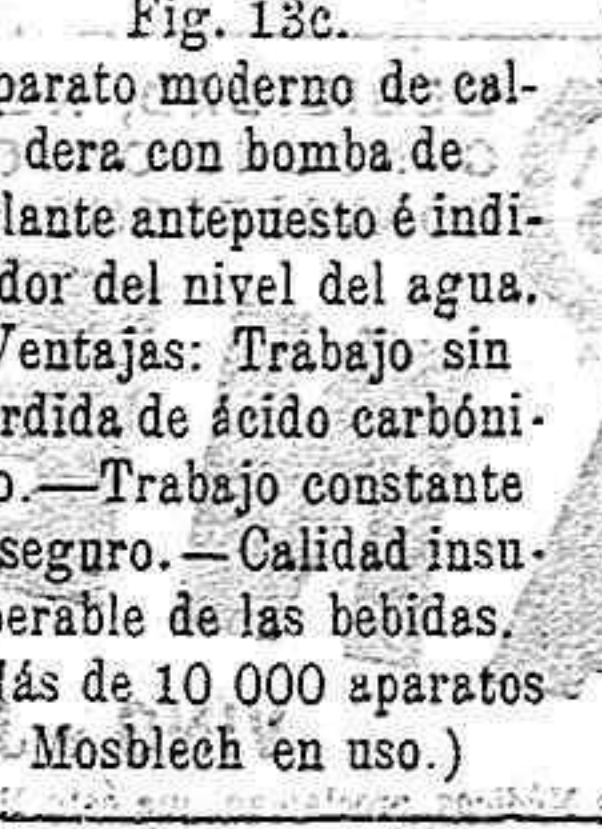 Fig. 13c.
parato moderno de cal-
dera con bomba de
lante antepuesto é indi-
dor del nivel del agua.
Ventajas: Trabajo sin
rdida de ácido carbóni-
o.—Trabajo constante
seguro.—Calidad insu-
perable de las bebidas.
Más de 10 000 aparatos
Mosblech en uso.)